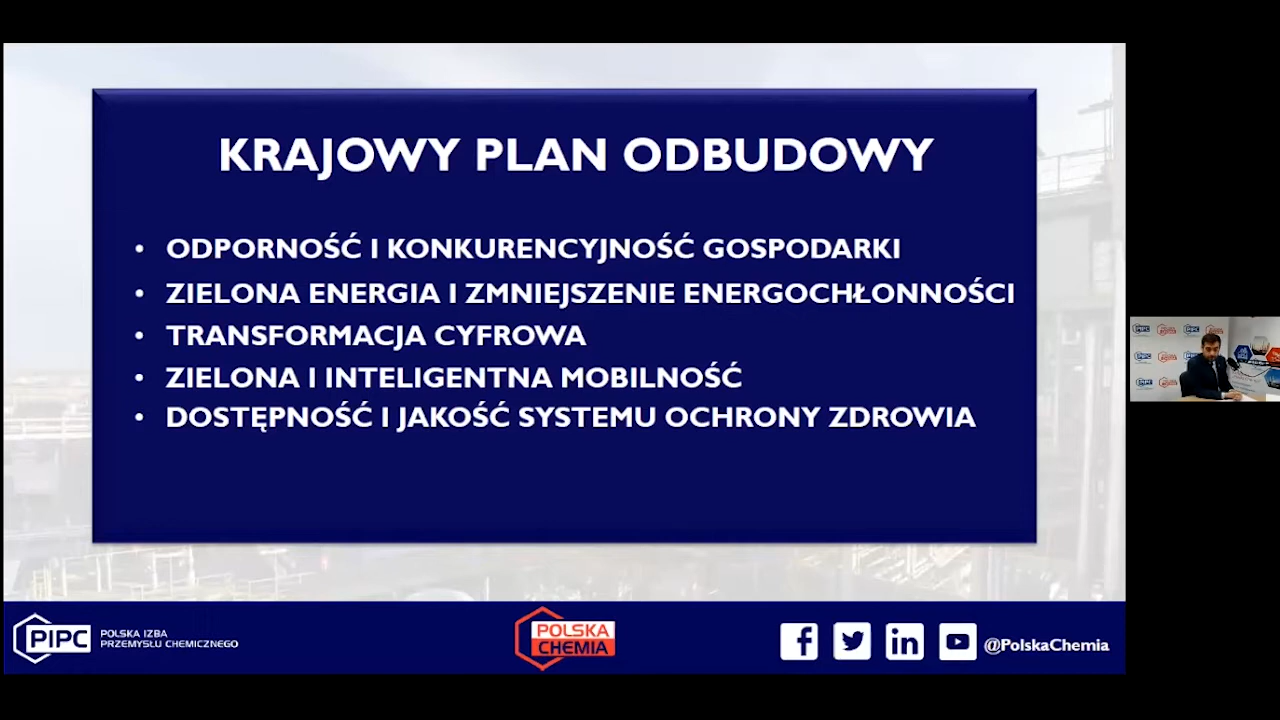 KRAJOWY PLAN ODBUDOWY
• ODPORNOŚĆ I KONKURENCYJNOŚĆ GOSPODARKI
• ZIELONA ENERGIA I ZMNIEJSZENIE ENERGOCHŁONNOŚCI
• TRANSFORMACJA CYFROWA
• ZIELONA I INTELIGENTNA MOBILNOŚĆ
• DOSTĘPNOŚĆ I JAKOŚĆ SYSTEMU OCHRONY ZDROWIA
PIPC
POLSKA IZBA
PRZEMYSŁU CHEMICZNEGO
POLSKA
CHEMIA
@PolskaChemia